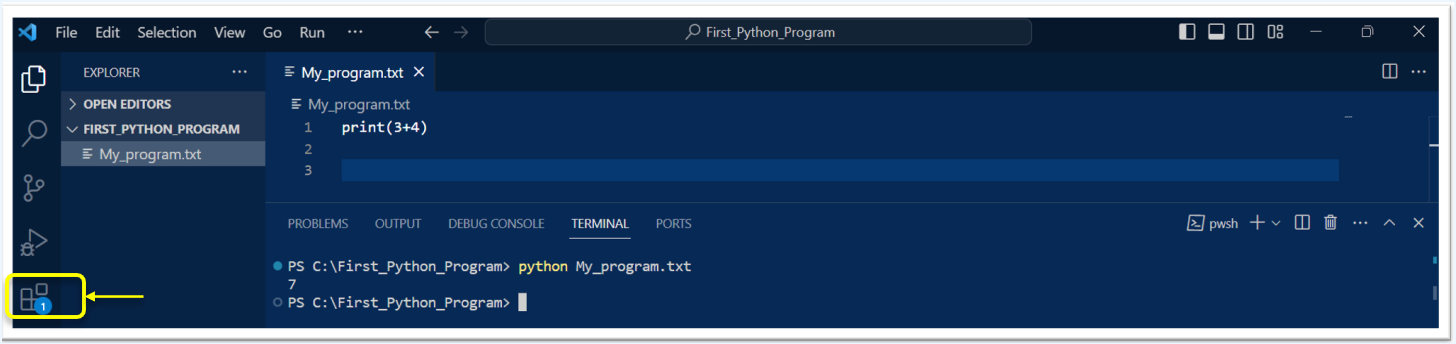 File Edit Selection View Go Run ··· ← → First_Python_Program
EXPLORER ···
OPEN EDITORS
FIRST_PYTHON_PROGRAM
My_program.txt
1
My_program.txt ×
My_program.txt
1 print(3+4)
2
3
PROBLEMS OUTPUT DEBUG CONSOLE TERMINAL PORTS pwsh
PS C:\First_Python_Program> python My_program.txt
7
PS C:\First_Python_Program>